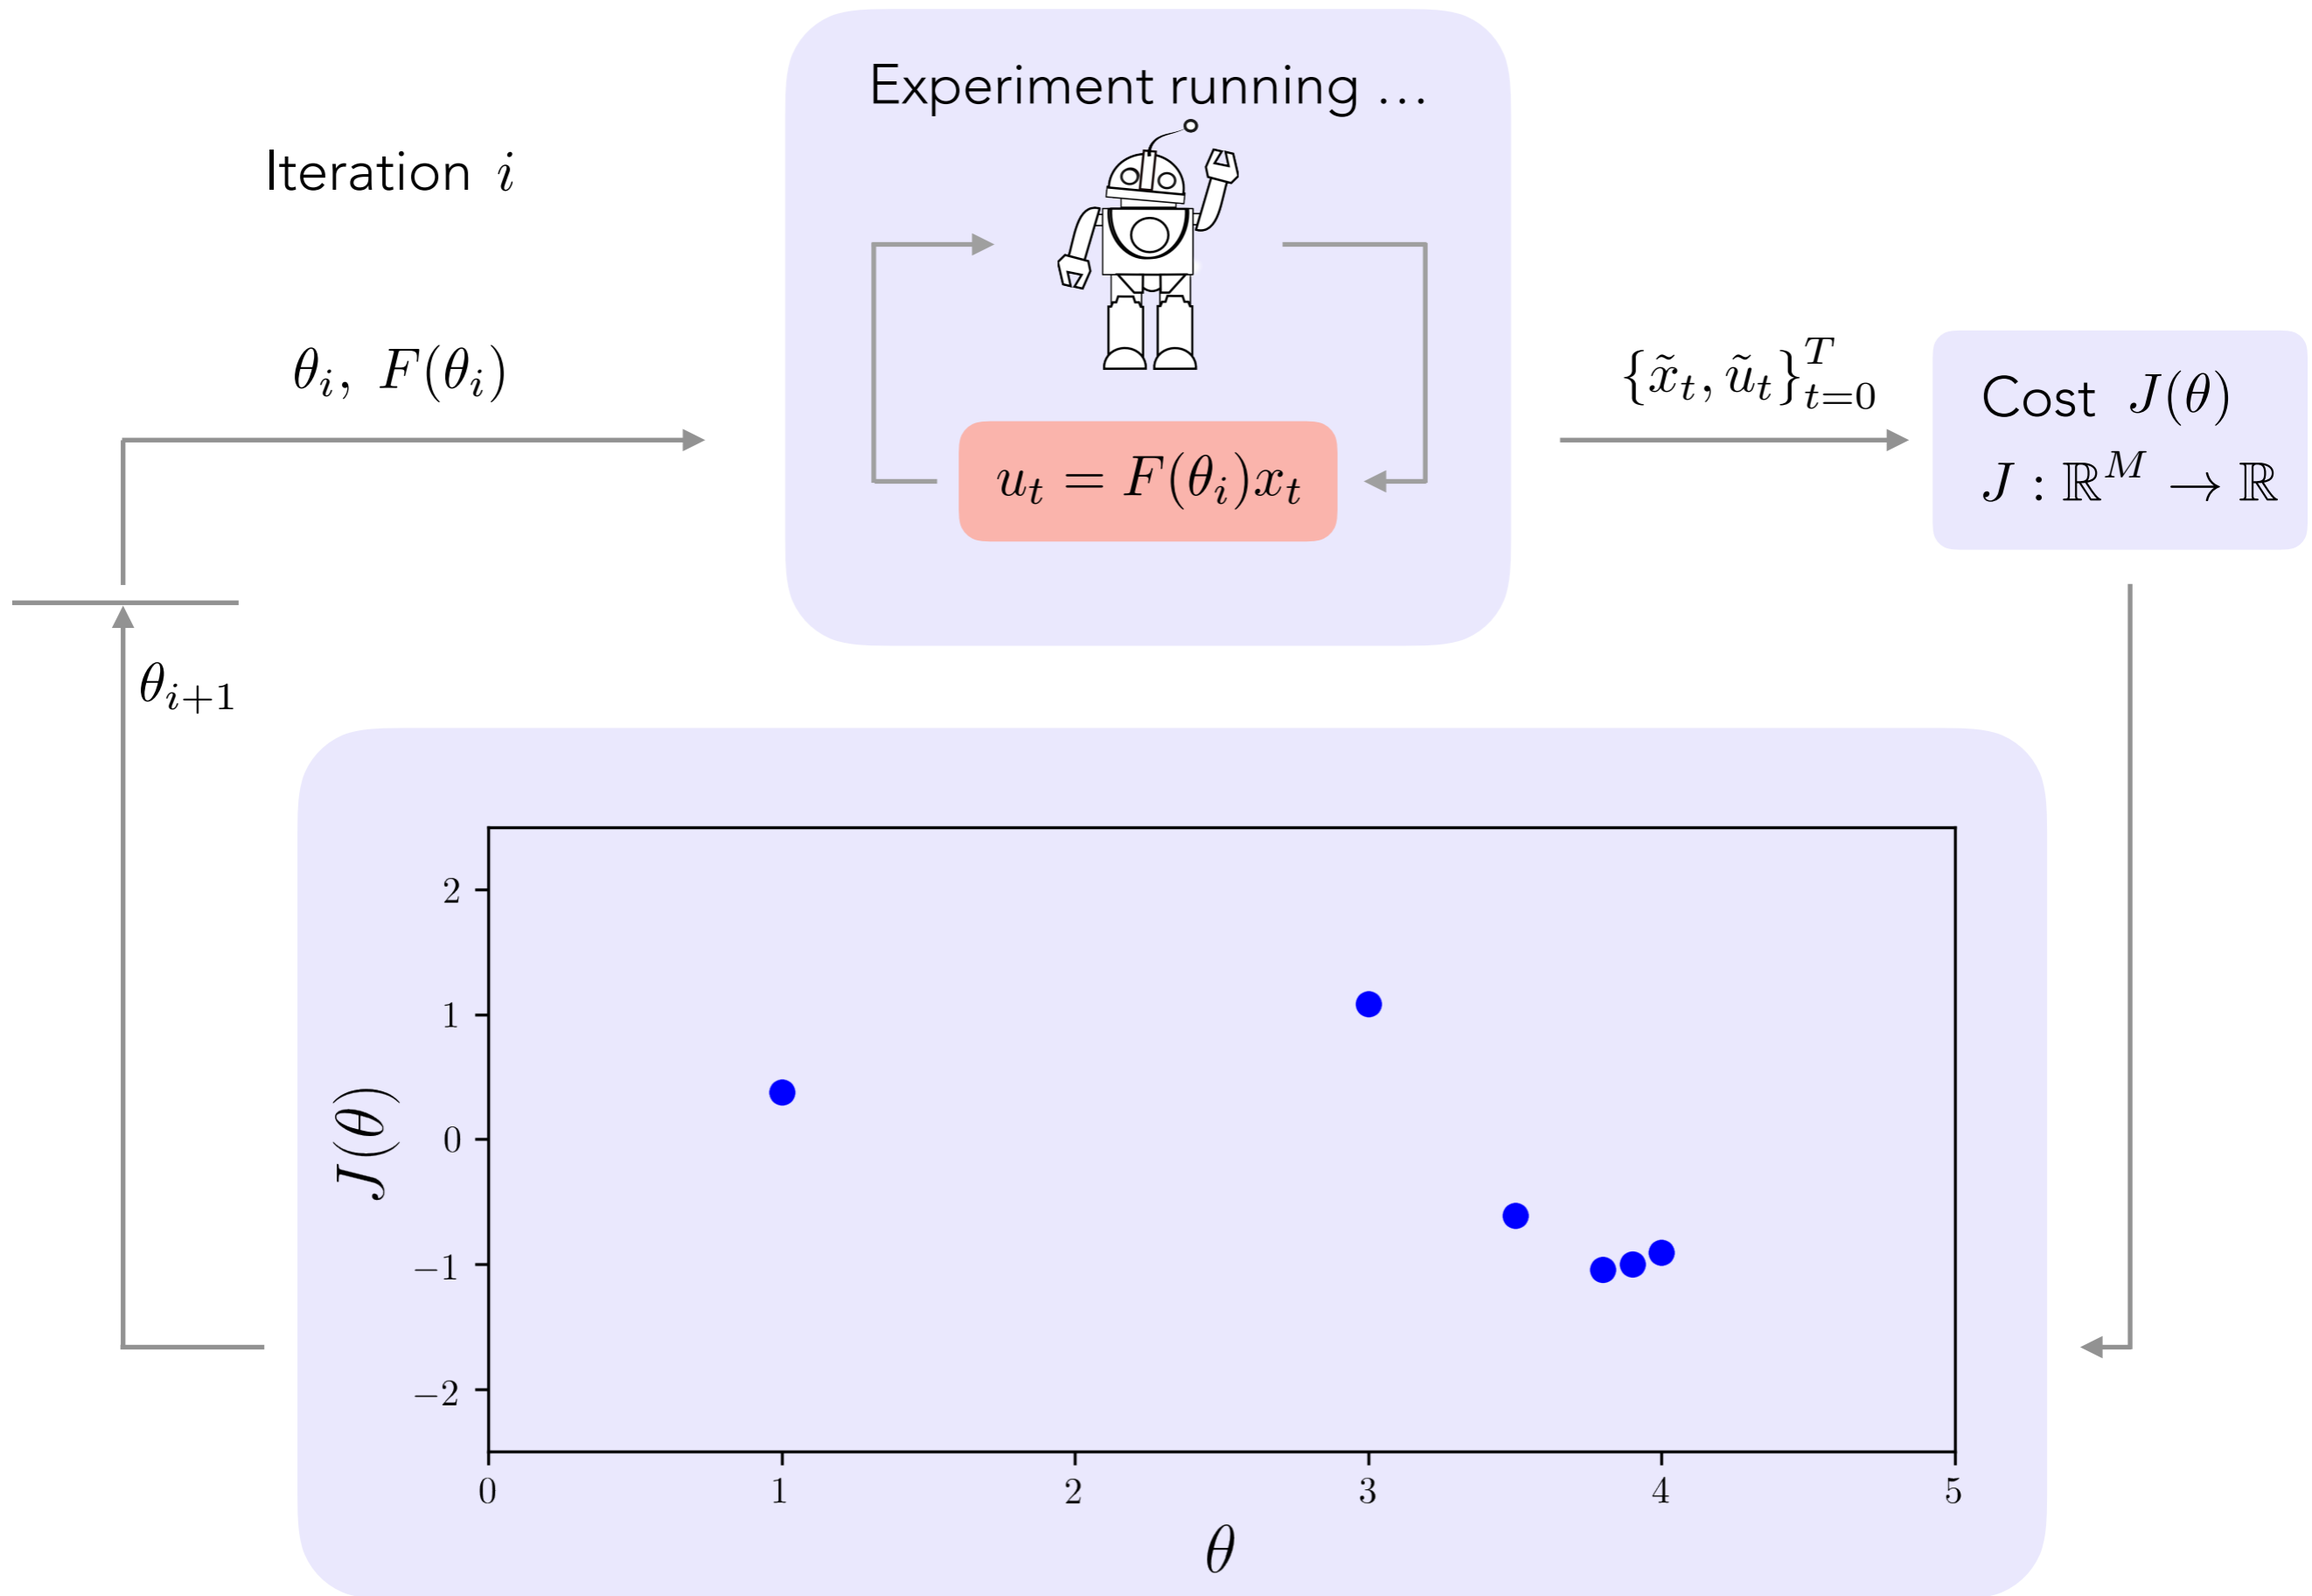 Experiment running …
Iteration i
θ_i, F(θ_i)
u_t = F(θ_i)x_t
{x̃_t, ũ_t}_{t=0}^T
Cost J(θ)
J : ℝ^M → ℝ
θ_{i+1}
J(θ)
2
1
0
−1
−2
0 1 2 3 4 5
θ